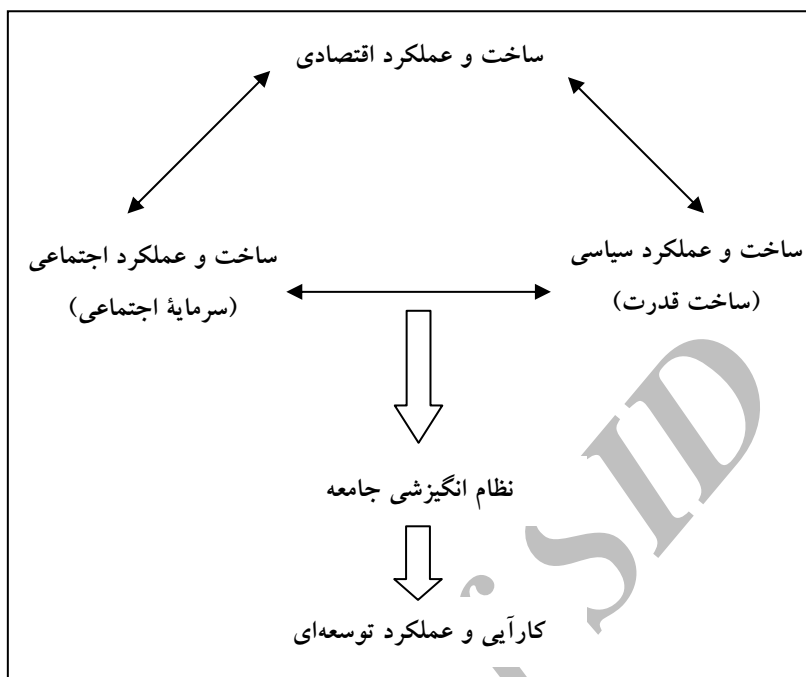 ساخت و عملکرد اقتصادی
ساخت و عملکرد سیاسی
(ساخت قدرت)
ساخت و عملکرد اجتماعی
(سرمایهٔ اجتماعی)
نظام انگیزشی جامعه
کارآیی و عملکرد توسعه‌ای
SID